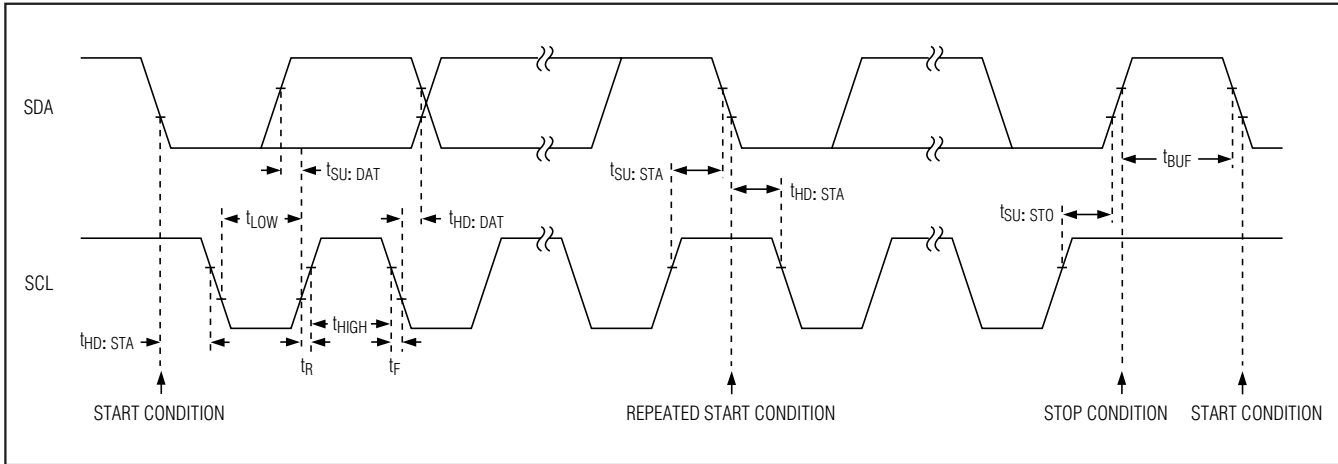 SDA
tSU: DAT
tSU: STA
tBUF
tHD: STA
tLOW
tHD: DAT
tSU: STO
SCL
tHIGH
tHD: STA
tR
tF
START CONDITION
REPEATED START CONDITION
STOP CONDITION
START CONDITION